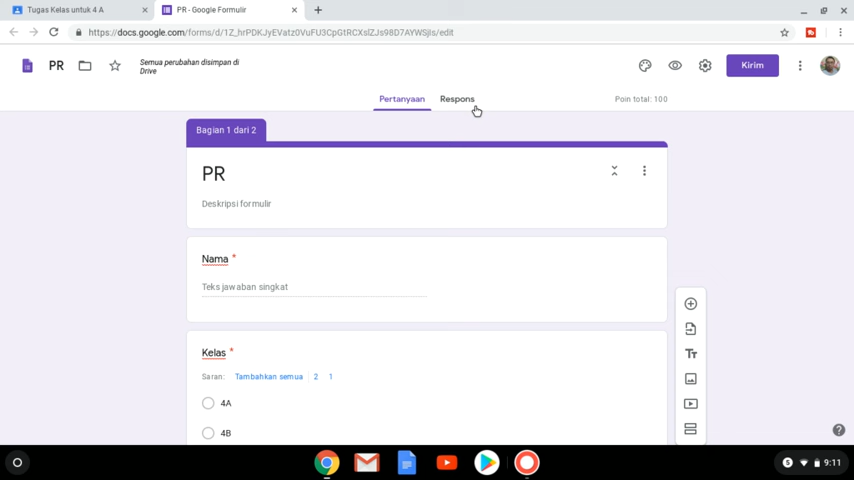 Tugas Kelas untuk 4 A
PR - Google Formulir
https://docs.google.com/forms/d/1Z_hrPDKJyEVatz0VuFU3CpGtRCXslZJs98D7AYWSjIs/edit
PR
Semua perubahan disimpan di
Drive
Kirim
Pertanyaan
Respons
Poin total: 100
Bagian 1 dari 2
PR
Deskripsi formulir
Nama *
Teks jawaban singkat
Kelas *
Saran: Tambahkan semua 2 1
4A
4B
Tт
S
9:11